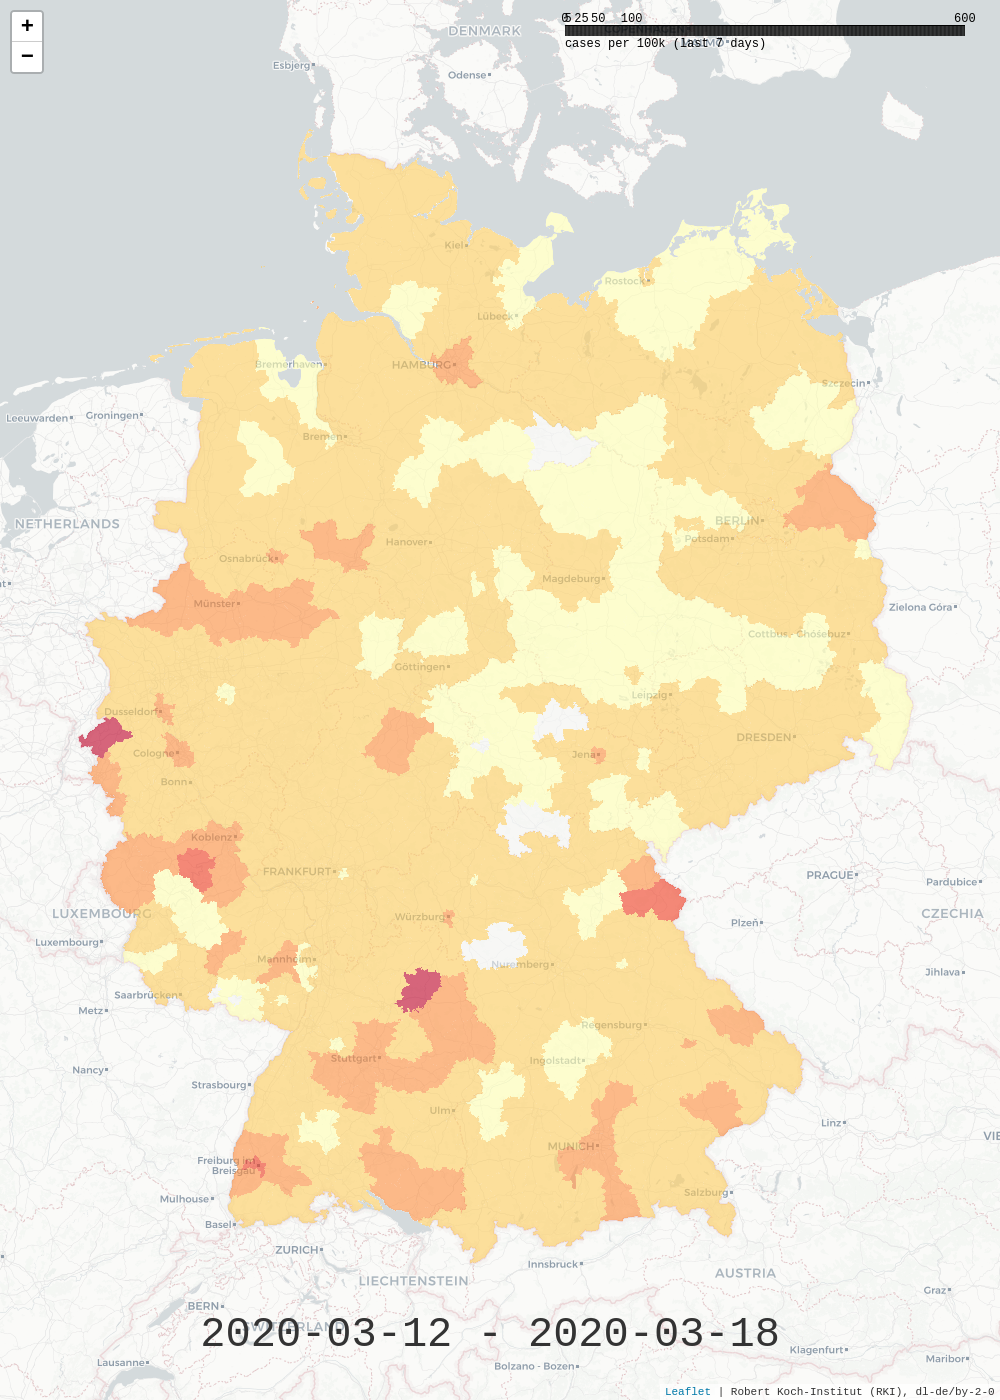 +
−
0 5 25 50 100 600
cases per 100k (last 7 days)
DENMARK
Esbjerg
Odense
Kiel
Rostock
Lübeck
Bremerhaven
HAMBURG
Szczecin
Leeuwarden
Groningen
Bremen
NETHERLANDS
BERLIN
Hanover
Potsdam
Osnabrück
Magdeburg
Münster
Zielona Góra
Cottbus - Chóśebuz
Göttingen
Leipzig
Dusseldorf
DRESDEN
Cologne
Jena
Bonn
Koblenz
FRANKFURT
PRAGUE
Pardubice
LUXEMBOURG
Würzburg
Plzeň
CZECHIA
Luxembourg
Mannheim
Nuremberg
Jihlava
Saarbrücken
Metz
Regensburg
Stuttgart
Ingolstadt
Nancy
Strasbourg
Ulm
Linz
VIE
MUNICH
Freiburg im
Breisgau
Mulhouse
Salzburg
Basel
ZURICH
Innsbruck
LIECHTENSTEIN
AUSTRIA
Graz
BERN
SWITZERLAND
2020-03-12 - 2020-03-18
Klagenfurt
Lausanne
Bolzano - Bozen
Maribor
Leaflet | Robert Koch-Institut (RKI), dl-de/by-2-0